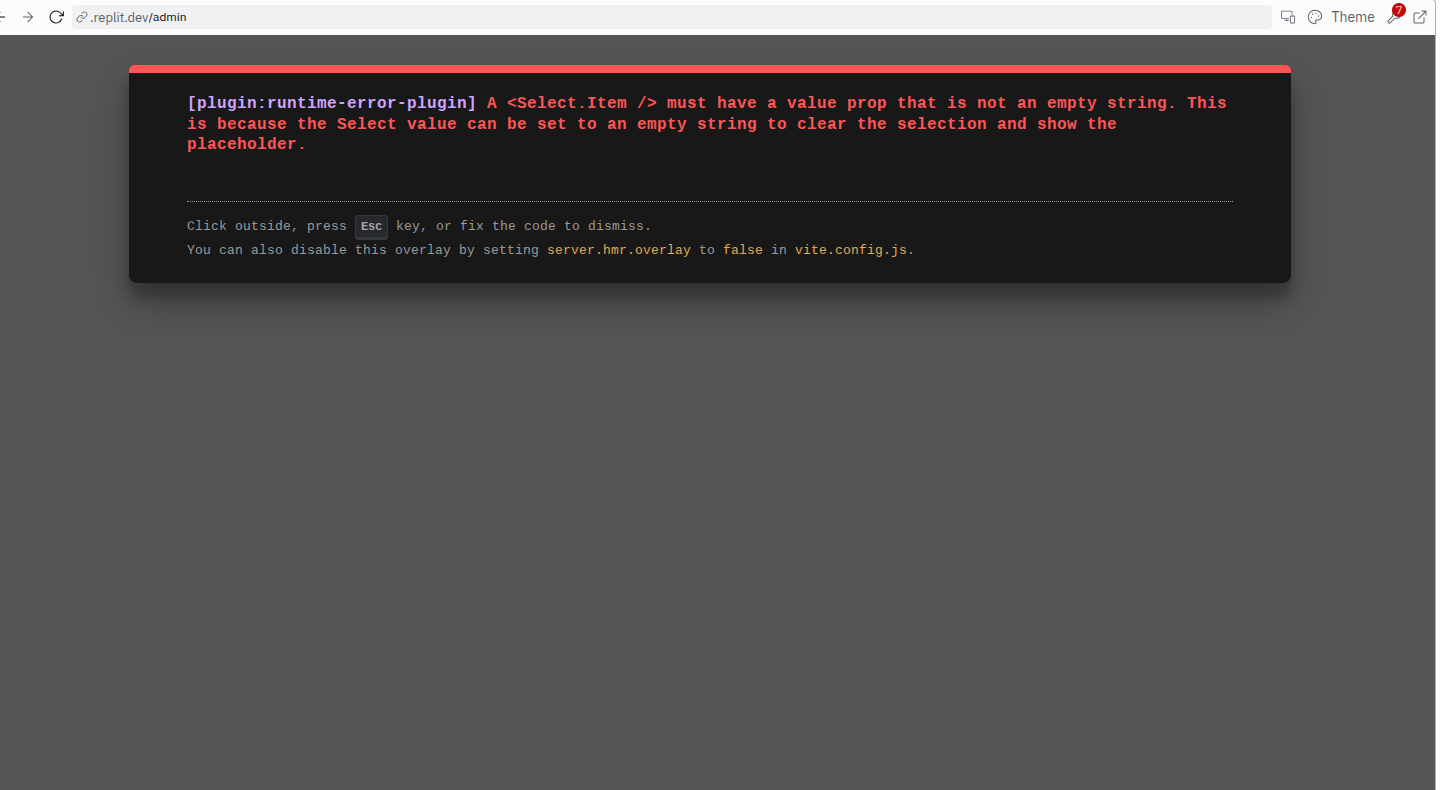 .replit.dev/admin
Theme
7
[plugin:runtime-error-plugin] A <Select.Item /> must have a value prop that is not an empty string. This
is because the Select value can be set to an empty string to clear the selection and show the
placeholder.
Click outside, press Esc key, or fix the code to dismiss.
You can also disable this overlay by setting server.hmr.overlay to false in vite.config.js.